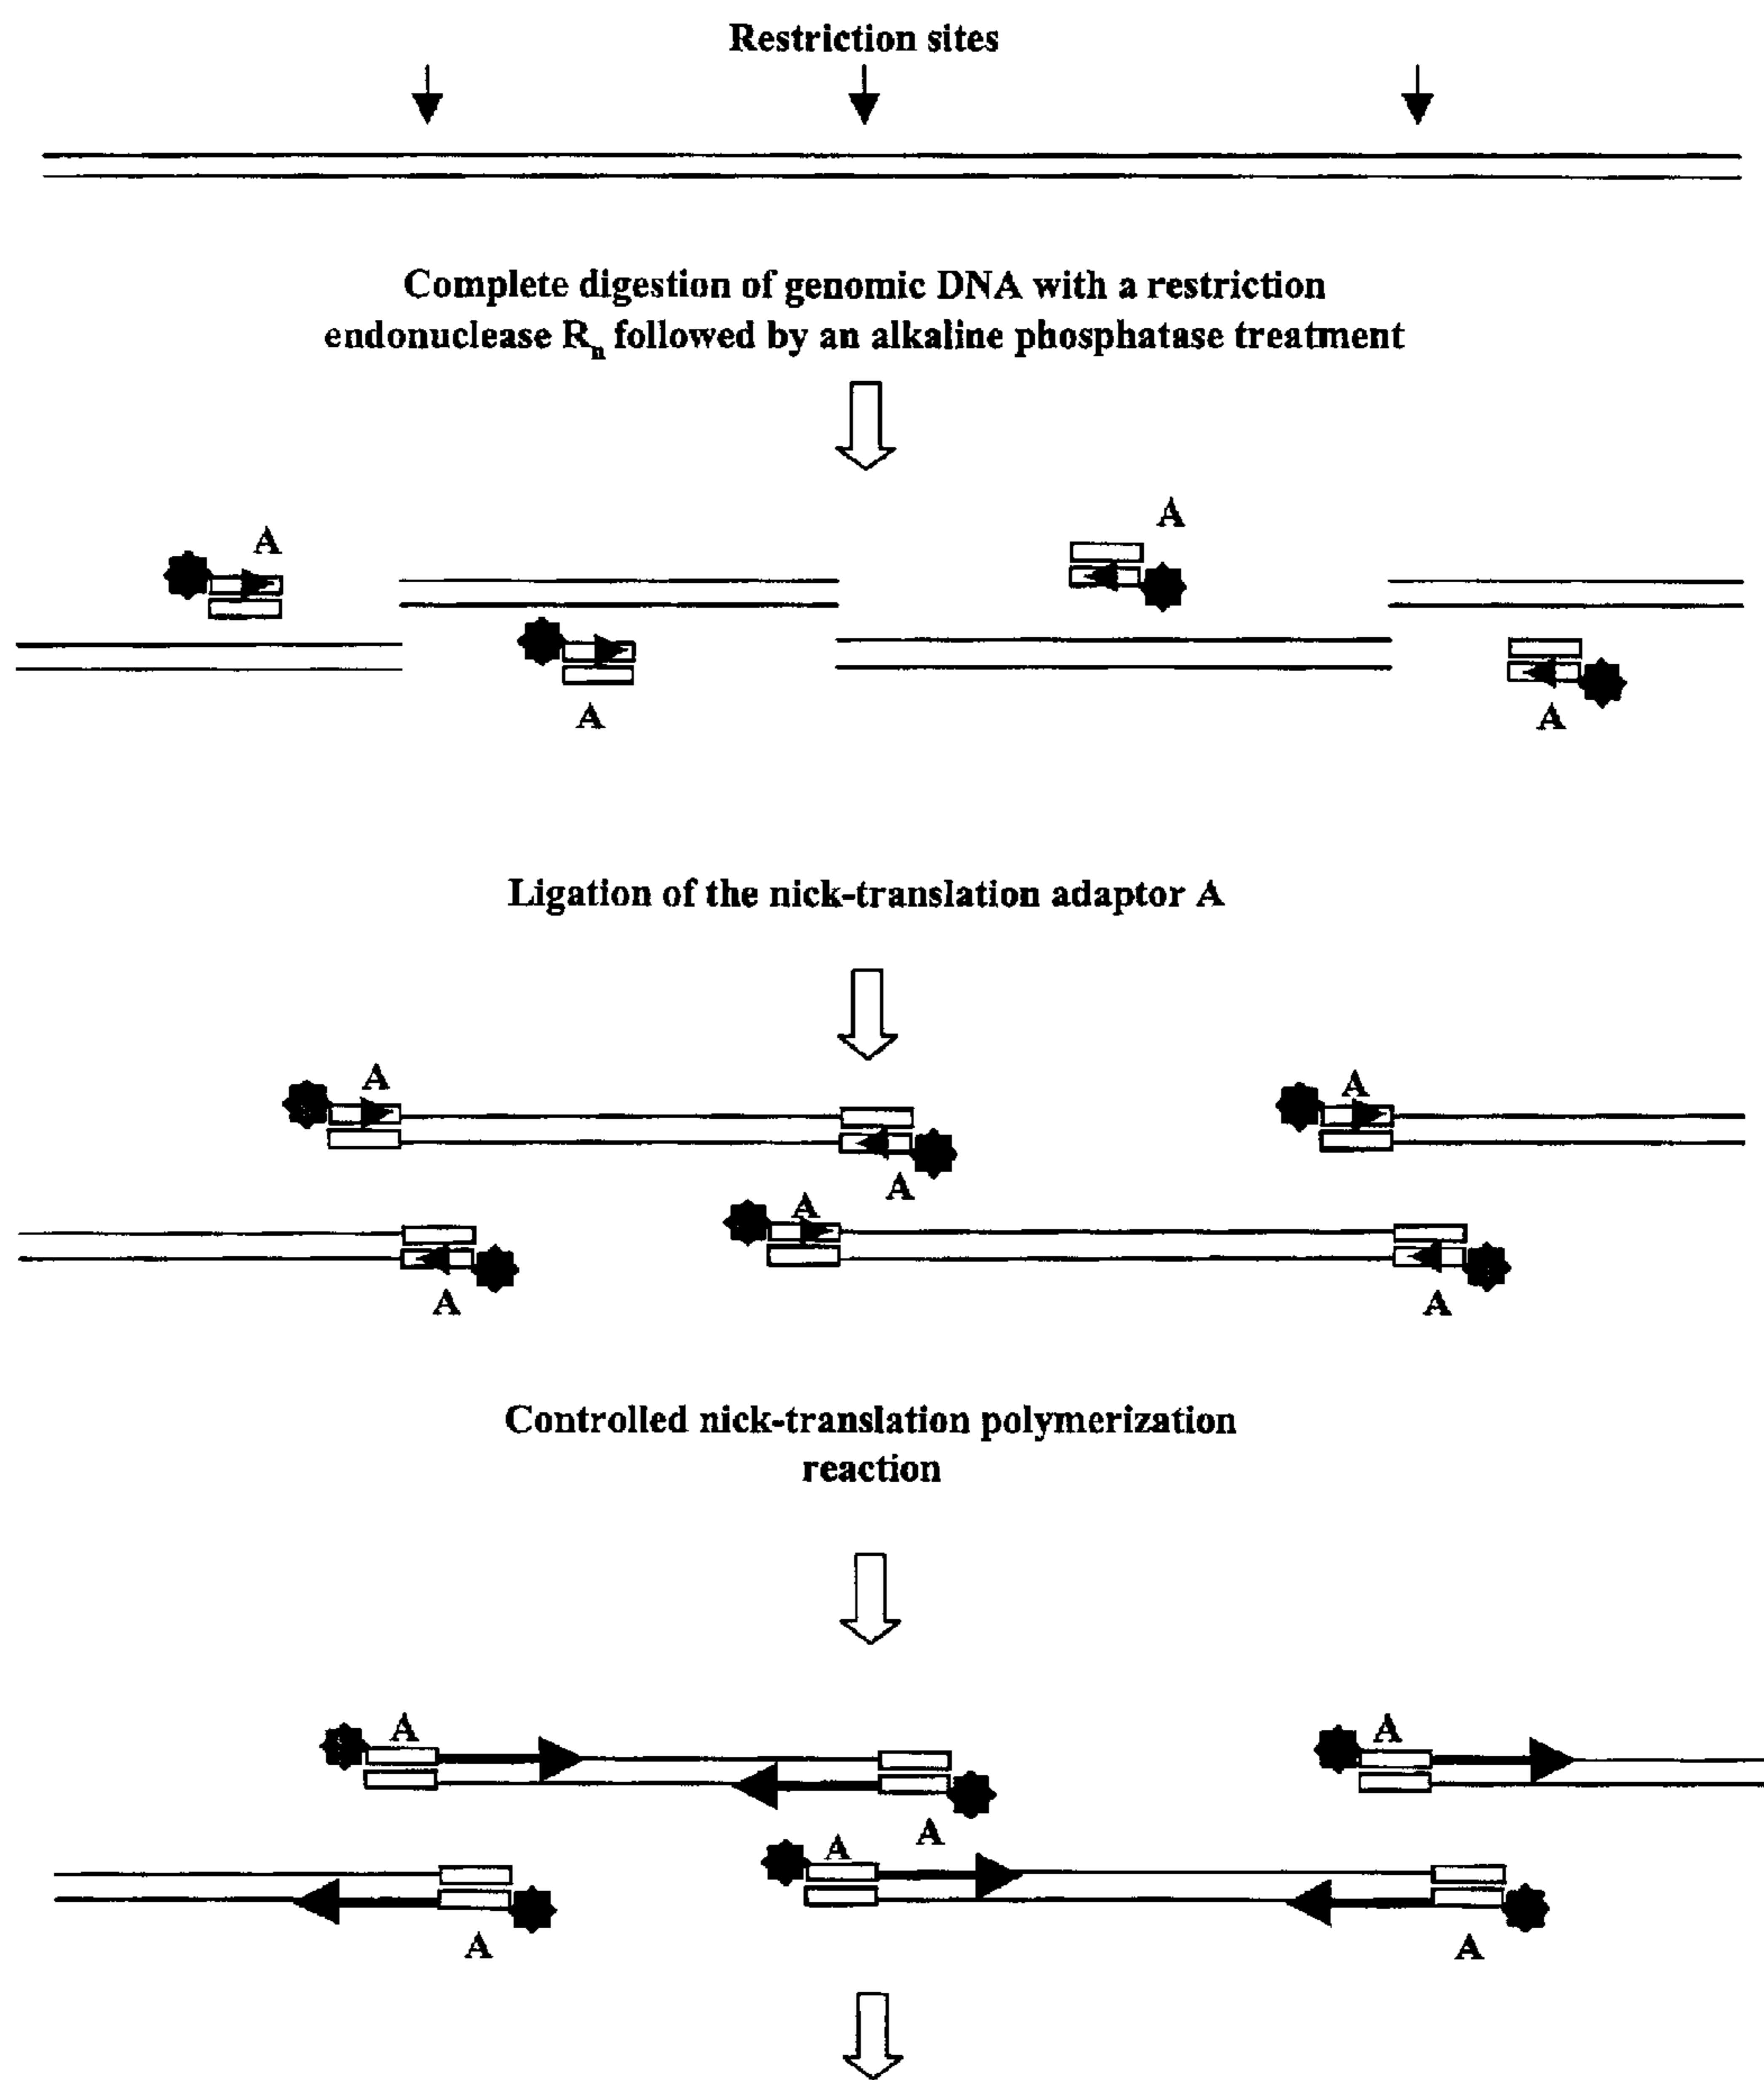 Restriction sites
Complete digestion of genomic DNA with a restriction
endonuclease Rn followed by an alkaline phosphatase treatment
A
A
A
A
Ligation of the nick-translation adaptor A
A
A
A
A
A
A
Controlled nick-translation polymerization
reaction
A
A
A
A
A
A